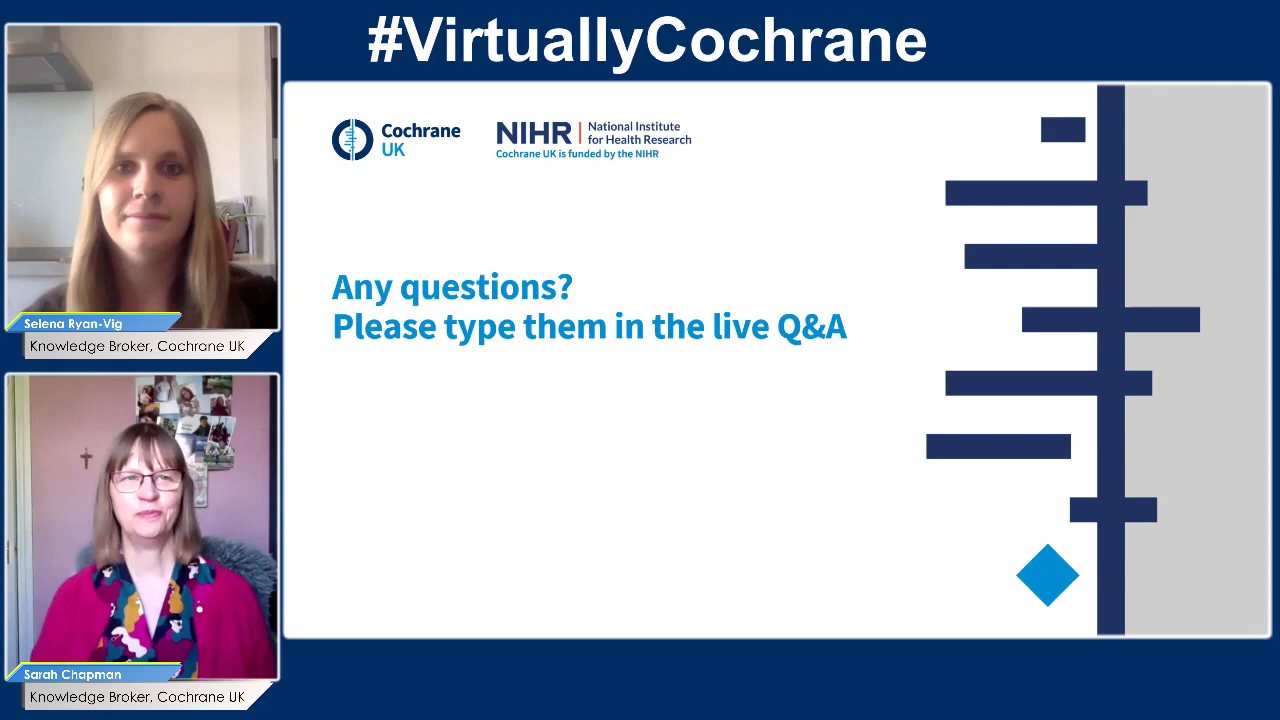 #VirtuallyCochrane
Cochrane
UK
NIHR
National Institute
for Health Research
Cochrane UK is funded by the NIHR
Any questions?
Please type them in the live Q&A
Selena Ryan-Vig
Knowledge Broker, Cochrane UK
Sarah Chapman
Knowledge Broker, Cochrane UK